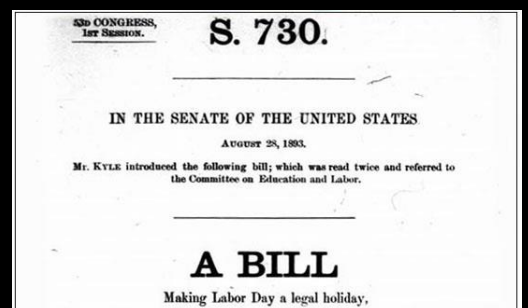 53D CONGRESS,
1ST SESSION.
S. 730.
IN THE SENATE OF THE UNITED STATES
AUGUST 28, 1893.
Mr. KYLE introduced the following bill; which was read twice and referred to
the Committee on Education and Labor.
A BILL
Making Labor Day a legal holiday,